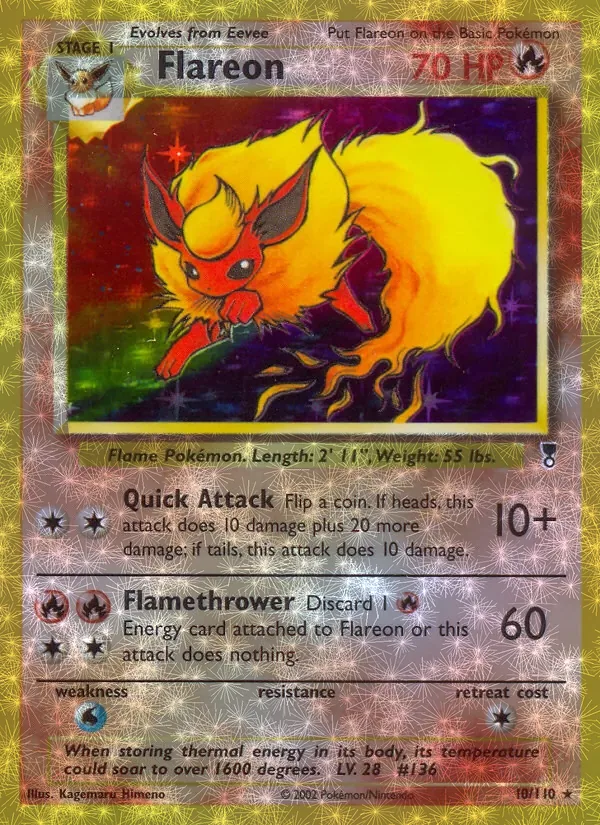 Evolves from Eevee Put Flareon on the Basic Pokémon
STAGE 1
Flareon 70 HP
Flame Pokémon. Length: 2' 11", Weight: 55 lbs.
Quick Attack Flip a coin. If heads, this
attack does 10 damage plus 20 more
damage; if tails, this attack does 10 damage.
10+
Flamethrower Discard 1
Energy card attached to Flareon or this
attack does nothing.
60
weakness resistance retreat cost
When storing thermal energy in its body, its temperature
could soar to over 1600 degrees. LV. 28 #136
Illus. Kagemaru Himeno © 2002 Pokémon/Nintendo 10/110 ★